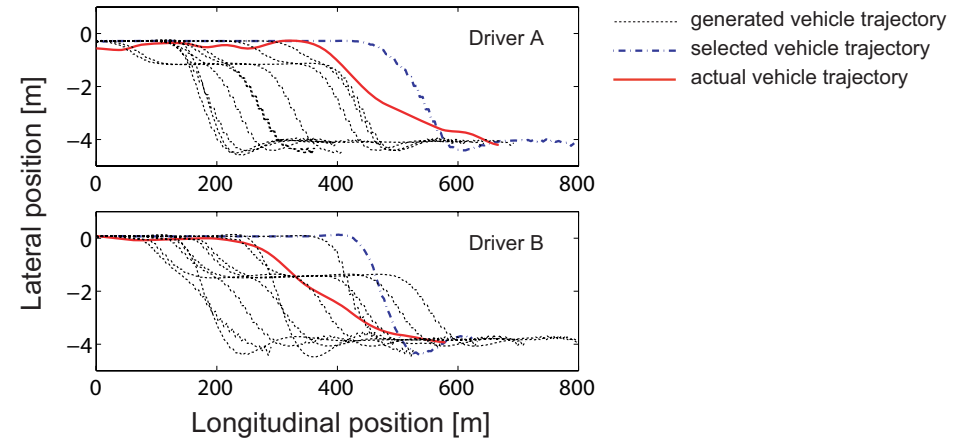 generated vehicle trajectory
selected vehicle trajectory
actual vehicle trajectory
Lateral position [m]
0
−2
−4
Driver A
0 200 400 600 800
0
−2
−4
Driver B
0 200 400 600 800
Longitudinal position [m]